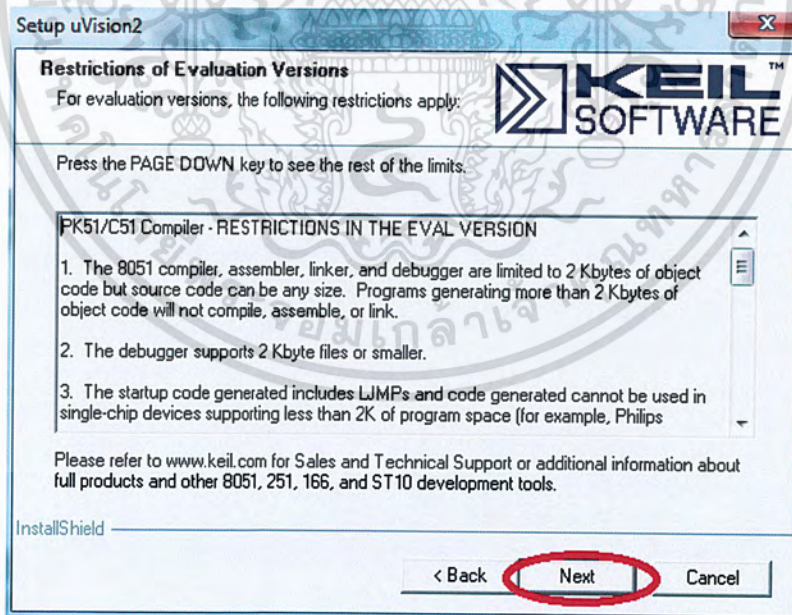 Setup uVision2
Restrictions of Evaluation Versions
For evaluation versions, the following restrictions apply:
KEIL™
SOFTWARE
Press the PAGE DOWN key to see the rest of the limits.
PK51/C51 Compiler - RESTRICTIONS IN THE EVAL VERSION
1. The 8051 compiler, assembler, linker, and debugger are limited to 2 Kbytes of object
code but source code can be any size. Programs generating more than 2 Kbytes of
object code will not compile, assemble, or link.
2. The debugger supports 2 Kbyte files or smaller.
3. The startup code generated includes LJMPs and code generated cannot be used in
single-chip devices supporting less than 2K of program space (for example, Philips
Please refer to www.keil.com for Sales and Technical Support or additional information about
full products and other 8051, 251, 166, and ST10 development tools.
InstallShield
< Back
Next
Cancel